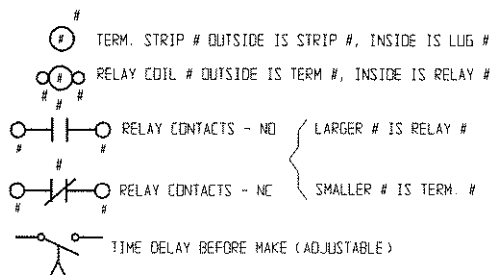 #
# TERM. STRIP # OUTSIDE IS STRIP #, INSIDE IS LUG #
# RELAY COIL # OUTSIDE IS TERM #, INSIDE IS RELAY #
# #
#
RELAY CONTACTS - NO LARGER # IS RELAY #
# #
#
RELAY CONTACTS - NC SMALLER # IS TERM. #
# #
TIME DELAY BEFORE MAKE (ADJUSTABLE)